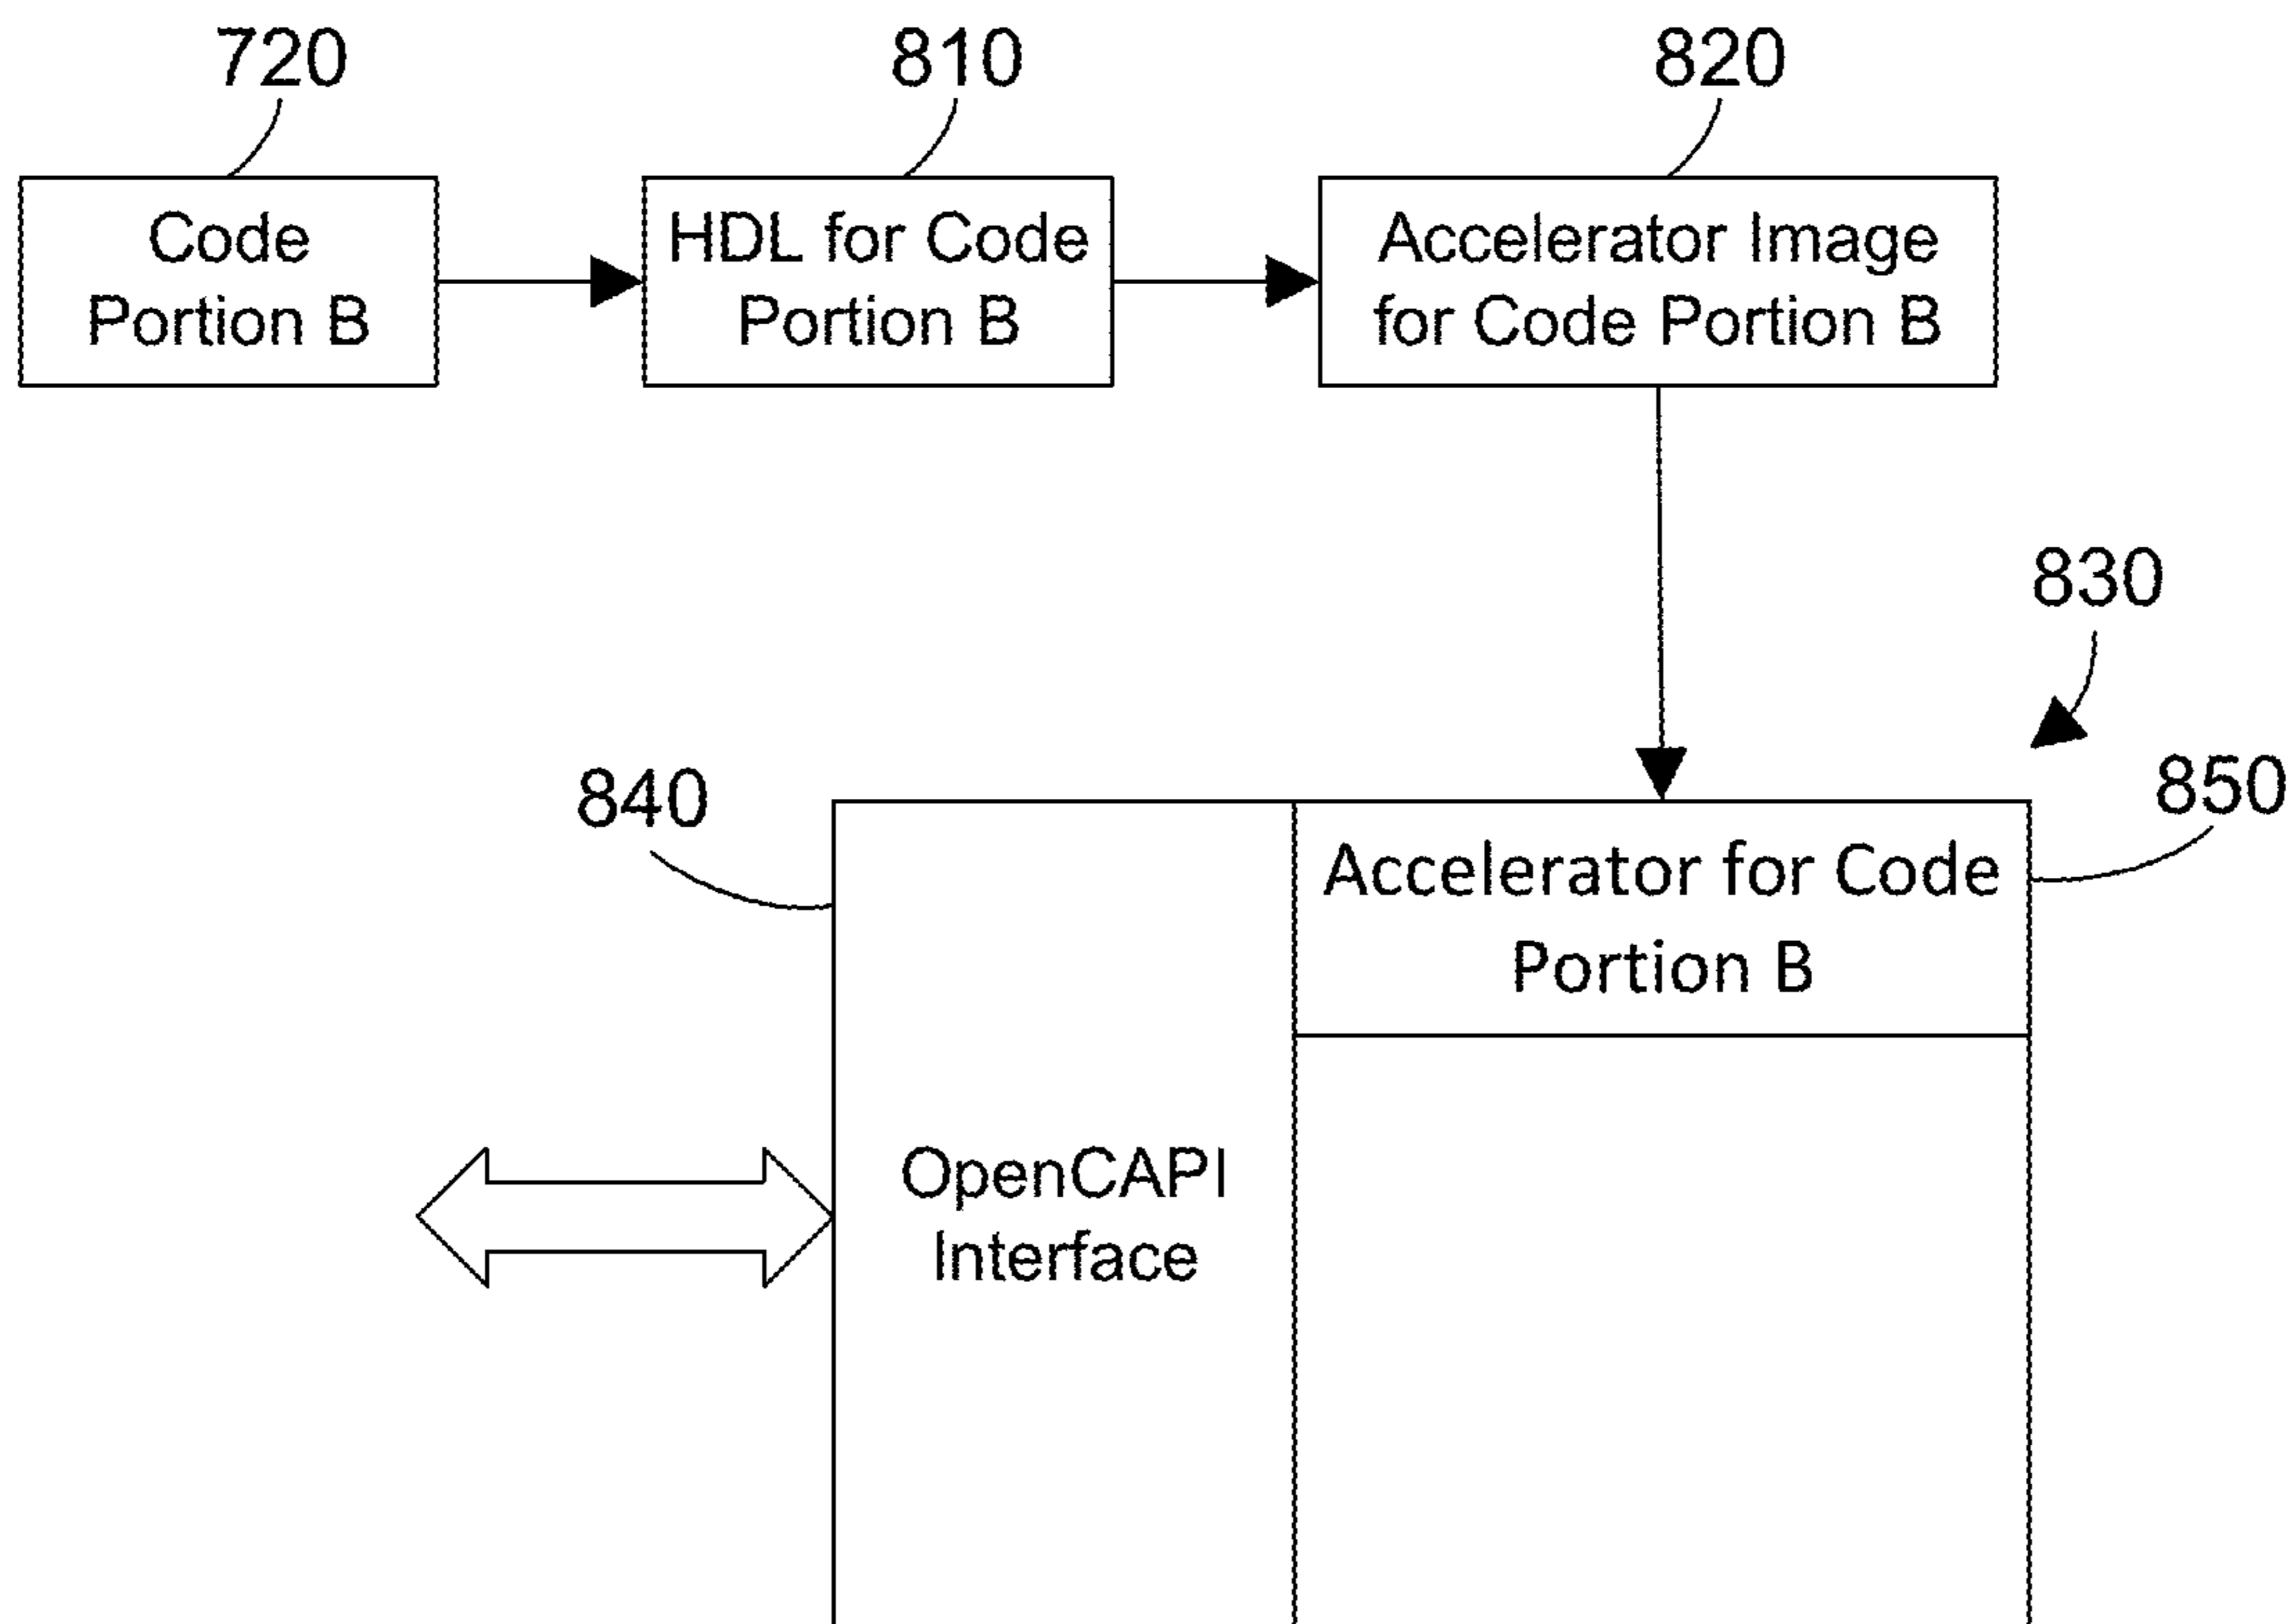 720
810
820
Code
Portion B
HDL for Code
Portion B
Accelerator Image
for Code Portion B
830
840
850
Accelerator for Code
Portion B
OpenCAPI
Interface